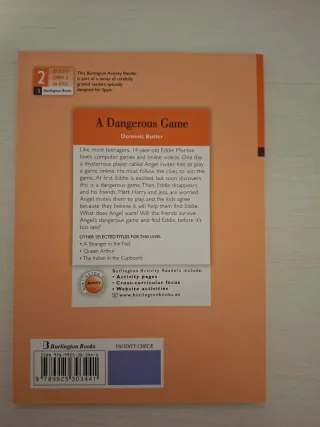 2
This Burlington Activity Reader
is part of a series of carefully
graded readers specially
designed for Spain.
Burlington Books
A Dangerous Game
Dominic Butler
Like most teenagers, 14-year-old Eddie Morton
loves computer games and online videos. One day
a mysterious player called Angel invites him to play
a game online. He must follow the clues to win the
game. At first, Eddie is excited, but soon discovers
this is a dangerous game. Then, Eddie disappears
and his friends, Matt, Harry and Jess, are worried.
Angel invites them to play and the kids agree
because they believe it will help them find Eddie.
What does Angel want? Will the friends survive
Angel's dangerous game and find Eddie, before it's
too late?
OTHER SELECTED TITLES FOR THIS LEVEL
• A Stranger in the Fog
• Queen Arthur
• The Indian in the Cupboard
Burlington Activity Readers include:
• Activity pages
• Cross-curricular focus
• Website activities
www.burlingtonbooks.es
Burlington Books
VALIDITY CHECK
9 789925 303441